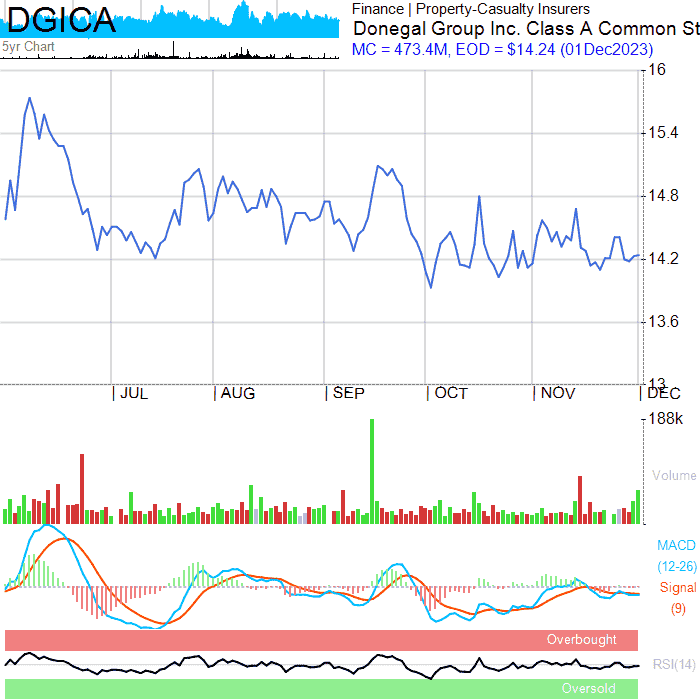 DGICA
5yr Chart
Finance | Property-Casualty Insurers
Donegal Group Inc. Class A Common St
MC = 473.4M, EOD = $14.24 (01Dec2023)
16
15.4
14.8
14.2
13.6
13
JUL AUG SEP OCT NOV DEC
188k
Volume
MACD
(12-26)
Signal
(9)
Overbought
RSI(14)
Oversold